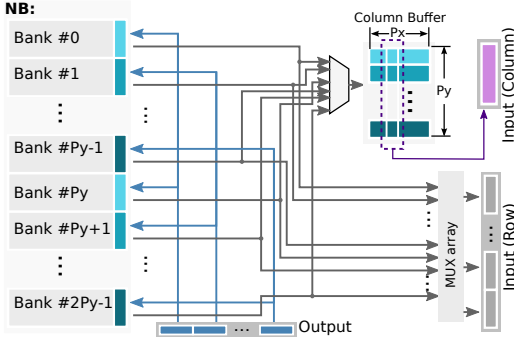 NB:
Bank #0
Bank #1
Bank #Py-1
Bank #Py
Bank #Py+1
Bank #2Py-1
Column Buffer
Px
Py
Input (Column)
MUX array
Input (Row)
Output